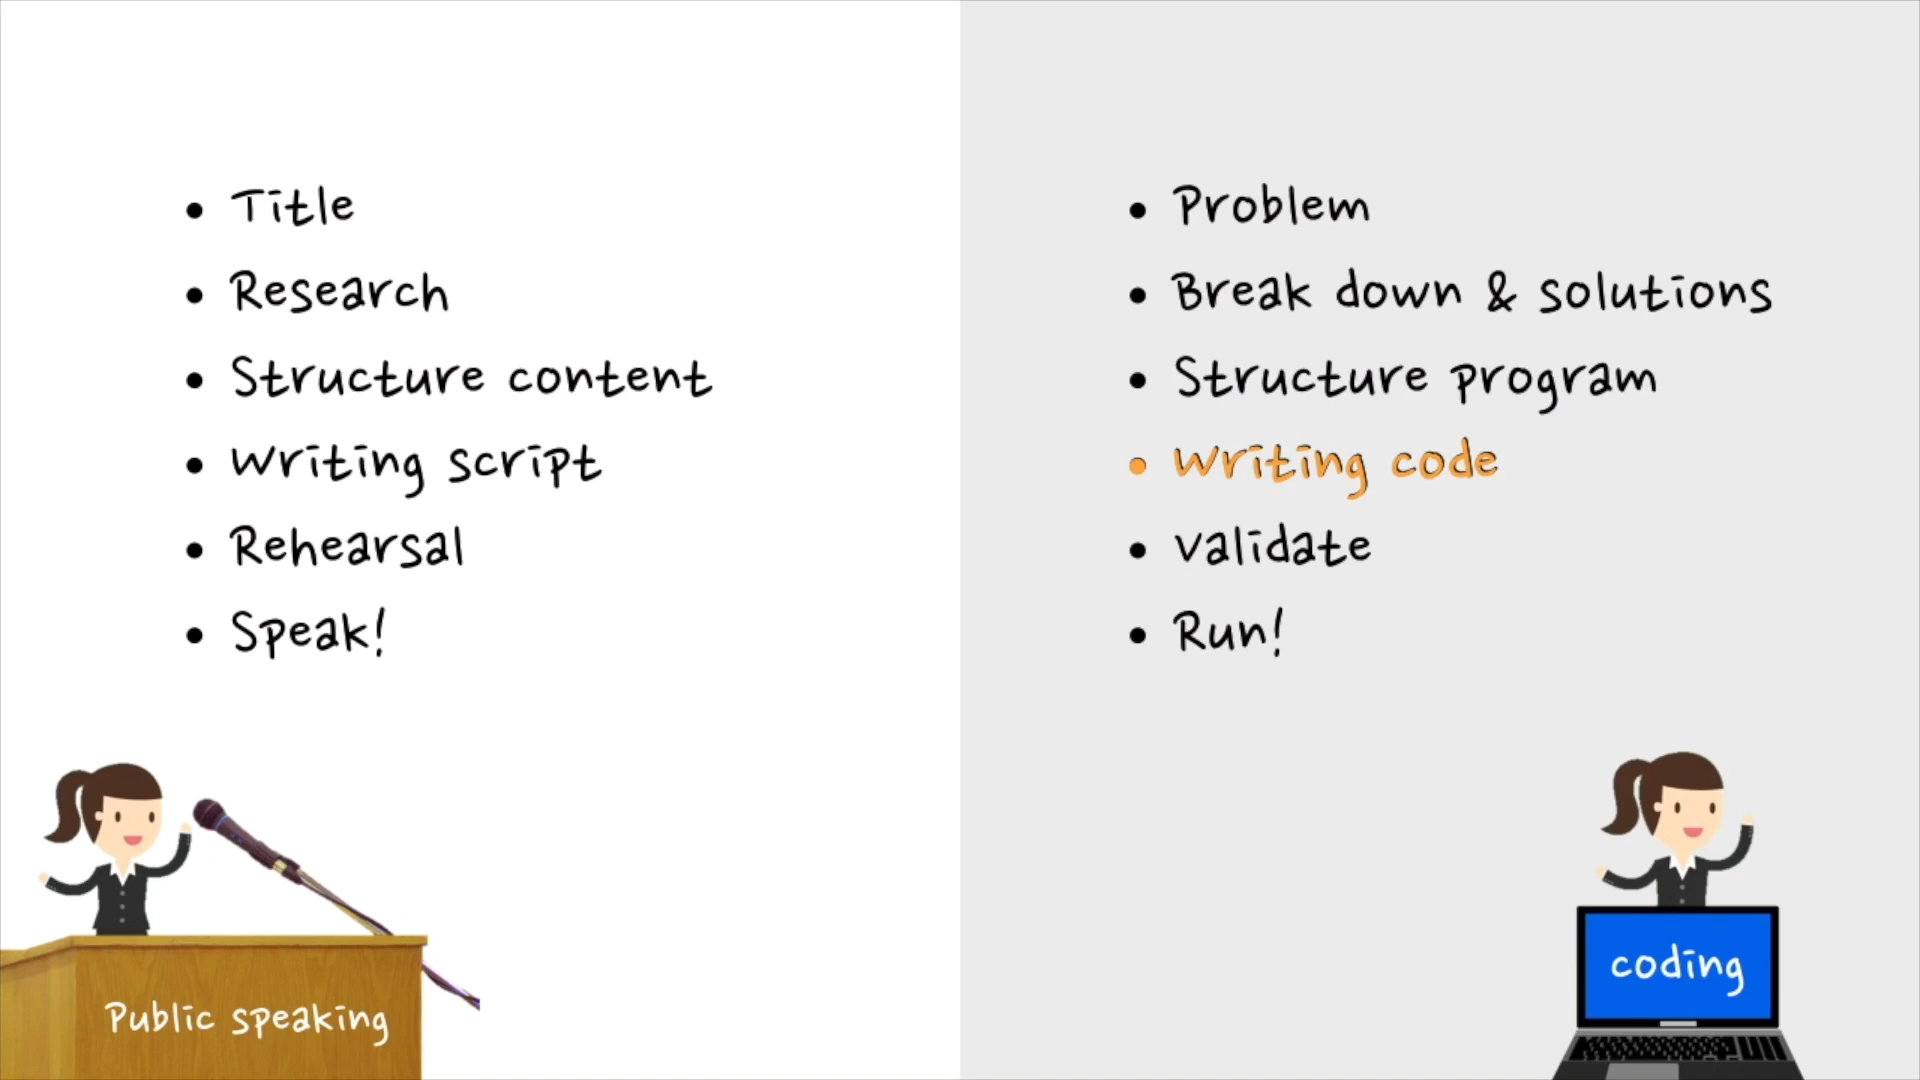 Title
Research
Structure content
Writing script
Rehearsal
Speak!
Public speaking
Problem
Break down & solutions
Structure program
Writing code
Validate
Run!
coding